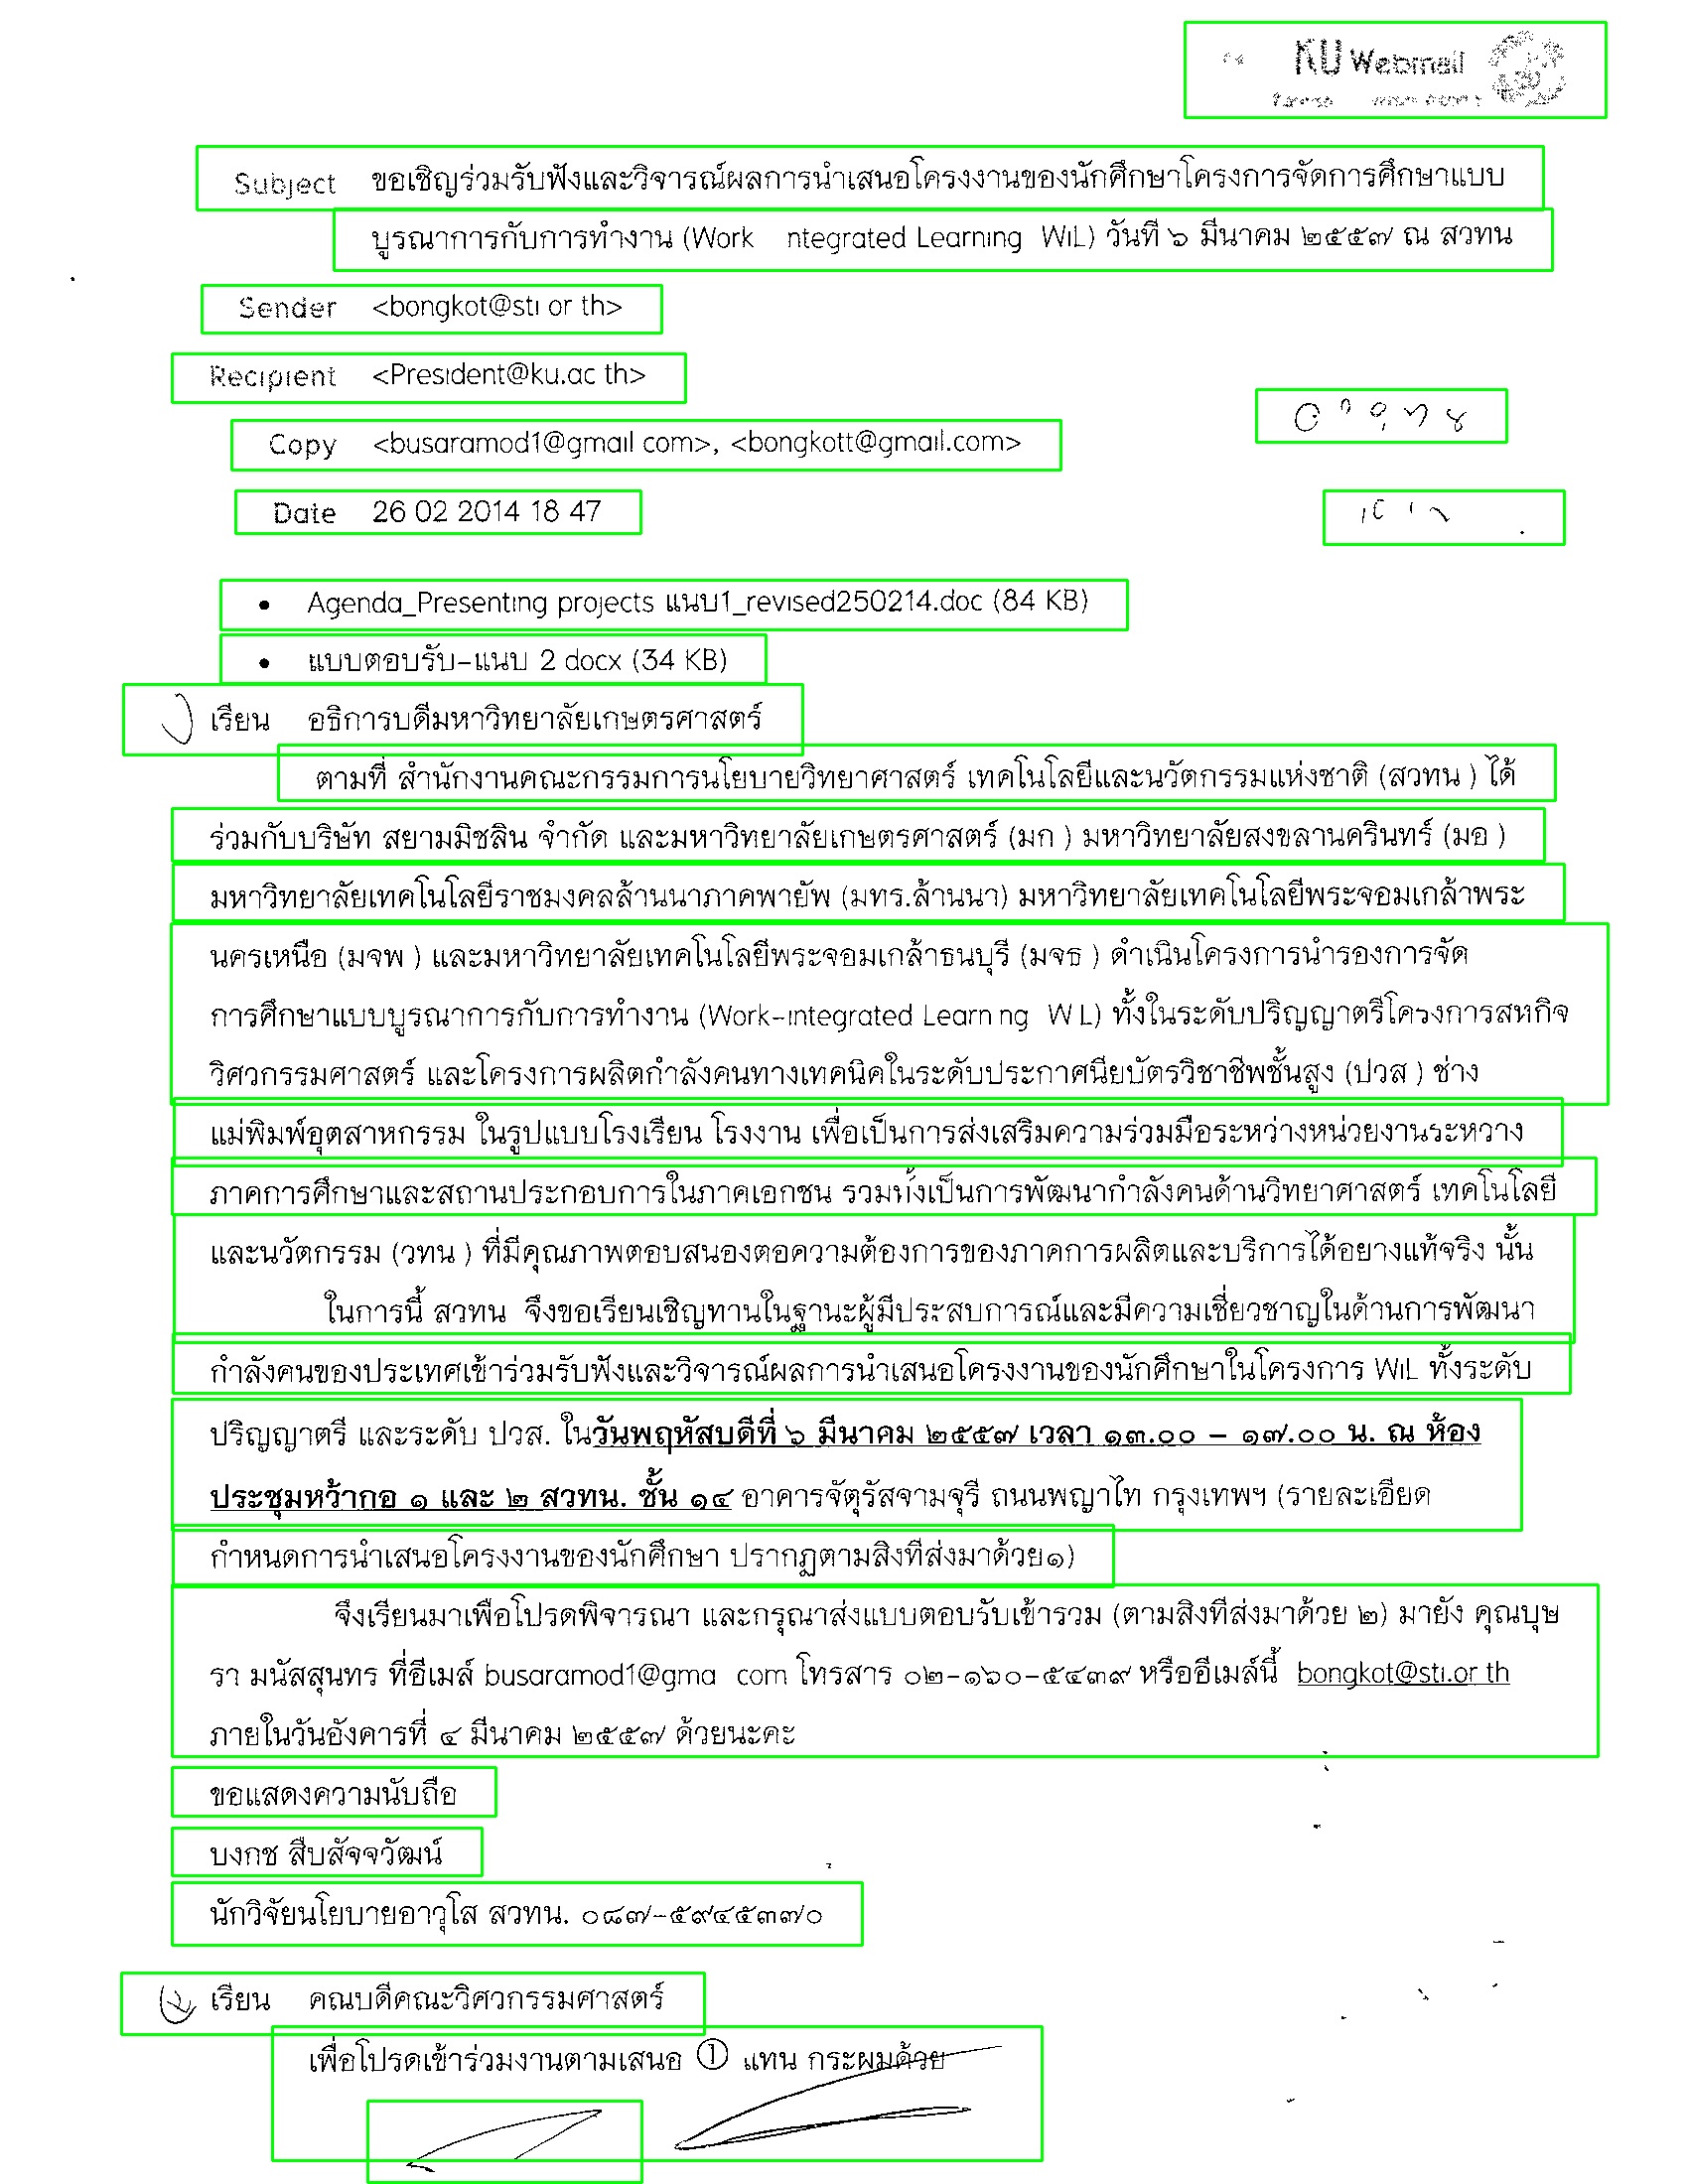 KU Webmail
Subject ขอเชิญร่วมรับฟังและวิจารณ์ผลการนำเสนอโครงงานของนักศึกษาโครงการจัดการศึกษาแบบ
บูรณาการกับการทำงาน (Work ntegrated Learning WiL) วันที่ ๖ มีนาคม ๒๕๕๗ ณ สวทน
Sender <bongkot@sti or th>
Recipient <President@ku.ac th>
Copy <busaramod1@gmail com>, <bongkott@gmail.com>
Date 26 02 2014 18 47
• Agenda_Presenting projects แนบ1_revised250214.doc (84 KB)
• แบบตอบรับ-แนบ 2 docx (34 KB)
เรียน อธิการบดีมหาวิทยาลัยเกษตรศาสตร์
ตามที่ สำนักงานคณะกรรมการนโยบายวิทยาศาสตร์ เทคโนโลยีและนวัตกรรมแห่งชาติ (สวทน ) ได้
ร่วมกับบริษัท สยามมิชลิน จำกัด และมหาวิทยาลัยเกษตรศาสตร์ (มก ) มหาวิทยาลัยสงขลานครินทร์ (มอ )
มหาวิทยาลัยเทคโนโลยีราชมงคลล้านนาภาคพายัพ (มทร.ล้านนา) มหาวิทยาลัยเทคโนโลยีพระจอมเกล้าพระ
นครเหนือ (มจพ ) และมหาวิทยาลัยเทคโนโลยีพระจอมเกล้าธนบุรี (มจธ ) ดำเนินโครงการนำรองการจัด
การศึกษาแบบบูรณาการกับการทำงาน (Work-integrated Learn ng W L) ทั้งในระดับปริญญาตรีโครงการสหกิจ
วิศวกรรมศาสตร์ และโครงการผลิตกำลังคนทางเทคนิคในระดับประกาศนียบัตรวิชาชีพชั้นสูง (ปวส ) ช่าง
แม่พิมพ์อุตสาหกรรม ในรูปแบบโรงเรียน โรงงาน เพื่อเป็นการส่งเสริมความร่วมมือระหว่างหน่วยงานระหวาง
ภาคการศึกษาและสถานประกอบการในภาคเอกชน รวมทั้งเป็นการพัฒนากำลังคนด้านวิทยาศาสตร์ เทคโนโลยี
และนวัตกรรม (วทน ) ที่มีคุณภาพตอบสนองตอความต้องการของภาคการผลิตและบริการได้อยางแท้จริง นั้น
ในการนี้ สวทน จึงขอเรียนเชิญทานในฐานะผู้มีประสบการณ์และมีความเชี่ยวชาญในด้านการพัฒนา
กำลังคนของประเทศเข้าร่วมรับฟังและวิจารณ์ผลการนำเสนอโครงงานของนักศึกษาในโครงการ WiL ทั้งระดับ
ปริญญาตรี และระดับ ปวส. ในวันพฤหัสบดีที่ ๖ มีนาคม ๒๕๕๗ เวลา ๑๓.๐๐ – ๑๗.๐๐ น. ณ ห้อง
ประชุมหว้ากอ ๑ และ ๒ สวทน. ชั้น ๑๔ อาคารจัตุรัสจามจุรี ถนนพญาไท กรุงเทพฯ (รายละเอียด
กำหนดการนำเสนอโครงงานของนักศึกษา ปรากฏตามสิงที่ส่งมาด้วย๑)
จึงเรียนมาเพือโปรดพิจารณา และกรุณาส่งแบบตอบรับเข้ารวม (ตามสิงทีส่งมาด้วย ๒) มายัง คุณบุษ
รา มนัสสุนทร ที่อีเมล์ busaramod1@gma com โทรสาร ๐๒-๑๖๐-๕๔๓๙ หรืออีเมล์นี้ bongkot@sti.or th
ภายในวันอังคารที่ ๔ มีนาคม ๒๕๕๗ ด้วยนะคะ
ขอแสดงความนับถือ
บงกช สืบสัจจวัฒน์
นักวิจัยนโยบายอาวุโส สวทน. ๐๘๗-๕๙๔๕๓๗๐
เรียน คณบดีคณะวิศวกรรมศาสตร์
เพื่อโปรดเข้าร่วมงานตามเสนอ ① แทน กระผมด้วย